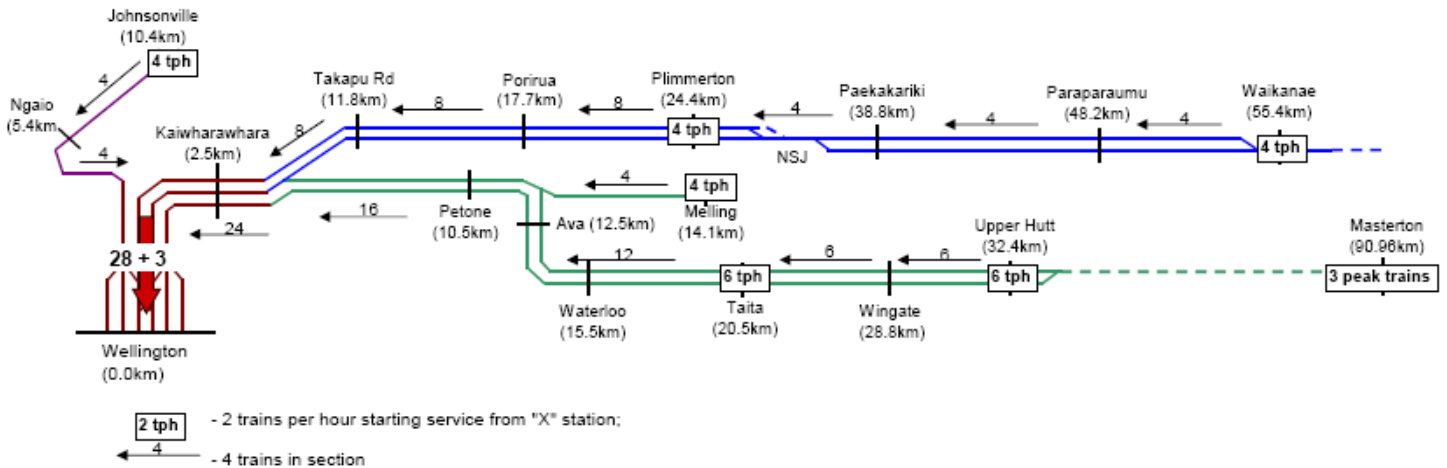 Johnsonville
(10.4km)
4 tph
4
Ngaio
(5.4km
4
Kaiwharawhara
(2.5km)
8
Takapu Rd
(11.8km)
8
Porirua
(17.7km)
8
Plimmerton
(24.4km)
4 tph
4
NSJ
Paekakariki
(38.8km)
4
Paraparaumu
(48.2km)
4
Waikanae
(55.4km)
4 tph
24
16
Petone
(10.5km)
4
4 tph
Melling
(14.1km)
Ava (12.5km)
12
Waterloo
(15.5km)
6 tph
Taita
(20.5km)
6
Wingate
(28.8km)
6
Upper Hutt
(32.4km)
6 tph
Masterton
(90.96km)
3 peak trains
28 + 3
Wellington
(0.0km)
2 tph - 2 trains per hour starting service from "X" station;
4 - 4 trains in section